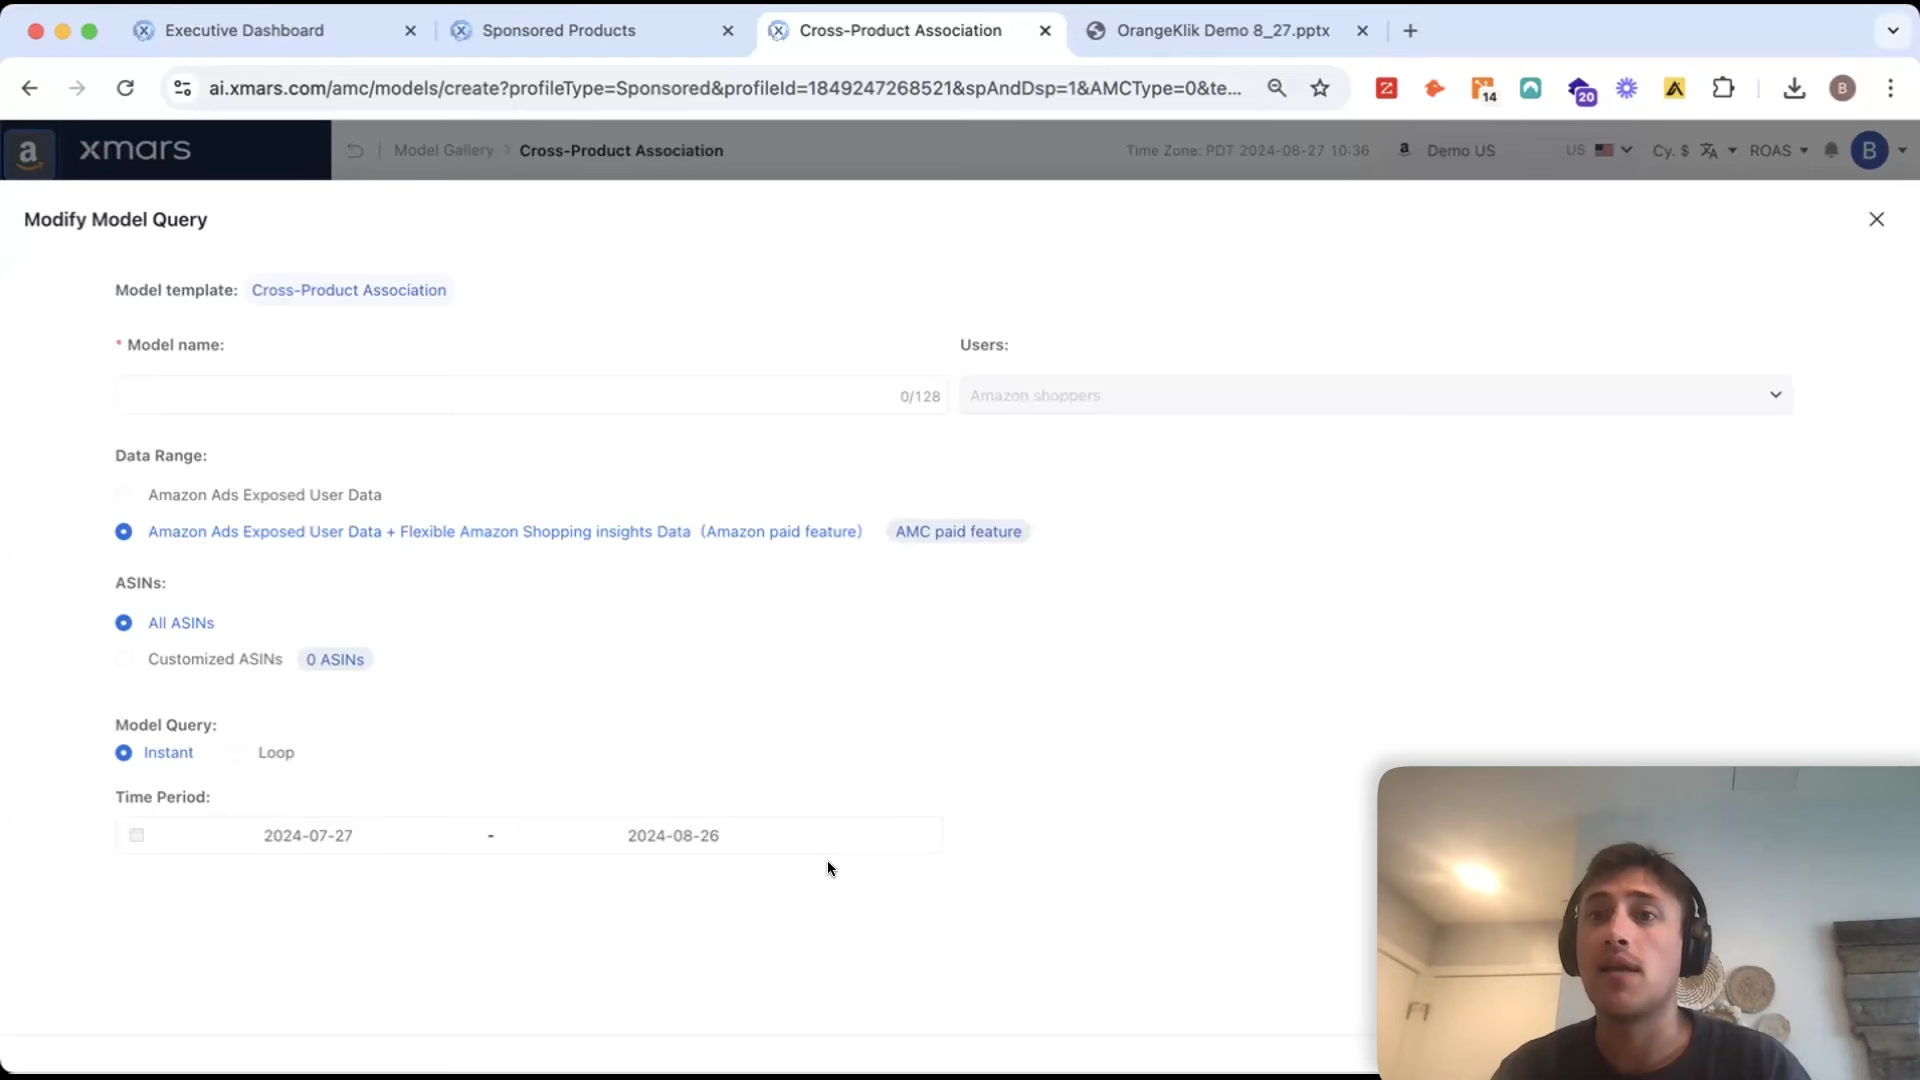 Executive Dashboard
Sponsored Products
Cross-Product Association
OrangeKlik Demo 8_27.pptx
ai.xmars.com/amc/models/create?profileType=Sponsored&profileId=1849247268521&spAndDsp=1&AMCType=0&te...
14
20
B
a xmars
Model Gallery > Cross-Product Association
Time Zone: PDT 2024-08-27 10:36
a Demo US
US
Cy. $
ROAS
B
Modify Model Query
Model template: Cross-Product Association
* Model name:
Users:
0/128
Amazon shoppers
Data Range:
Amazon Ads Exposed User Data
Amazon Ads Exposed User Data + Flexible Amazon Shopping insights Data (Amazon paid feature) AMC paid feature
ASINs:
All ASINs
Customized ASINs 0 ASINs
Model Query:
Instant Loop
Time Period:
2024-07-27 - 2024-08-26